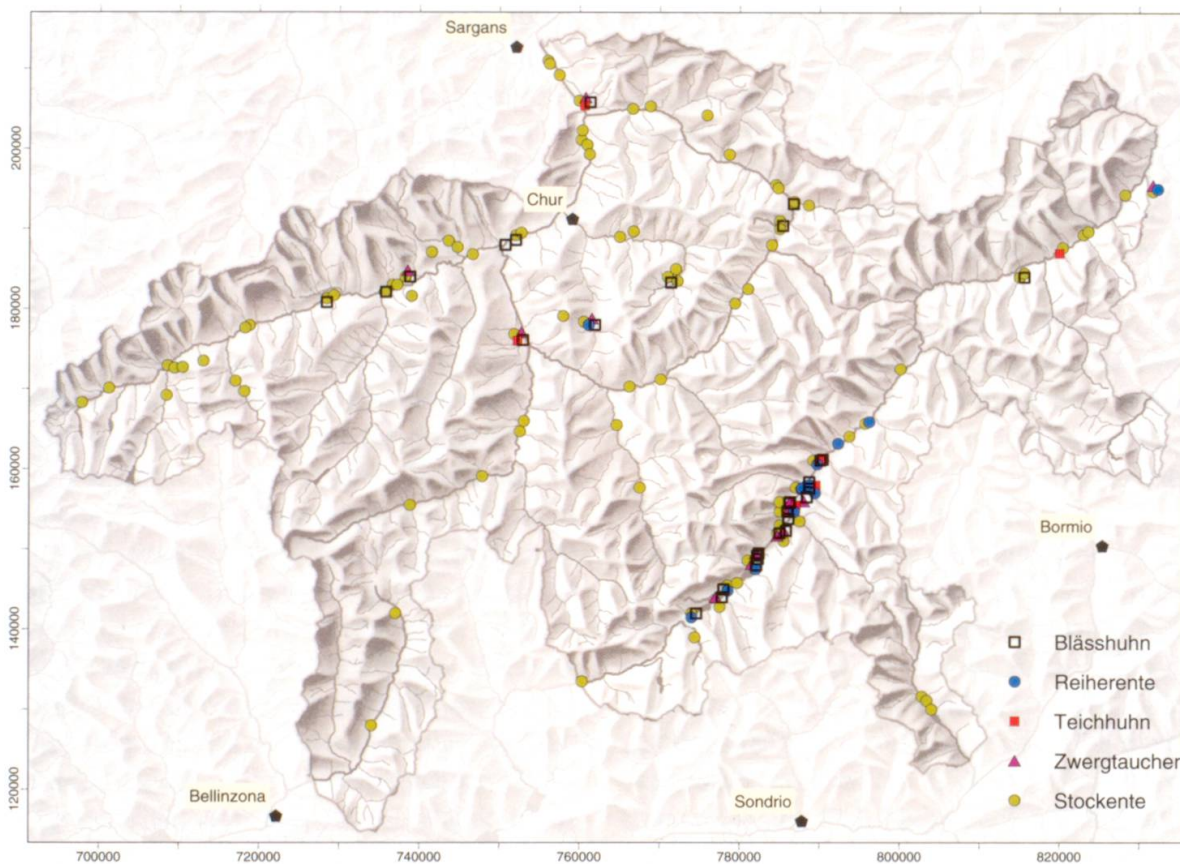 Sargans
200000
Chur
180000
160000
Bormio
140000
Blässhuhn
Reiherente
Teichhuhn
Zwergtaucher
120000
Bellinzona
Sondrio
Stockente
700000
720000
740000
760000
780000
800000
820000